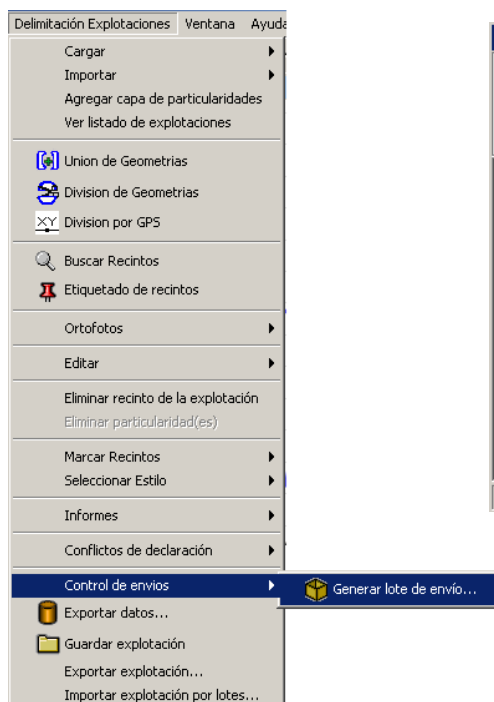 Delimitación Explotaciones Ventana
Cargar
Importar
Agregar capa de particularidades
Ver listado de explotaciones
Union de Geometrias
Division de Geometrias
XY Division por GPS
Buscar Recintos
Etiquetado de recintos
Ortofotos
Editar
Eliminar recinto de la explotación
Eliminar particularidad(es)
Marcar Recintos
Seleccionar Estilo
Informes
Conflictos de declaración
Control de envios
Generar lote de envío...
Exportar datos...
Guardar explotación
Exportar explotación...
Importar explotación por lotes...